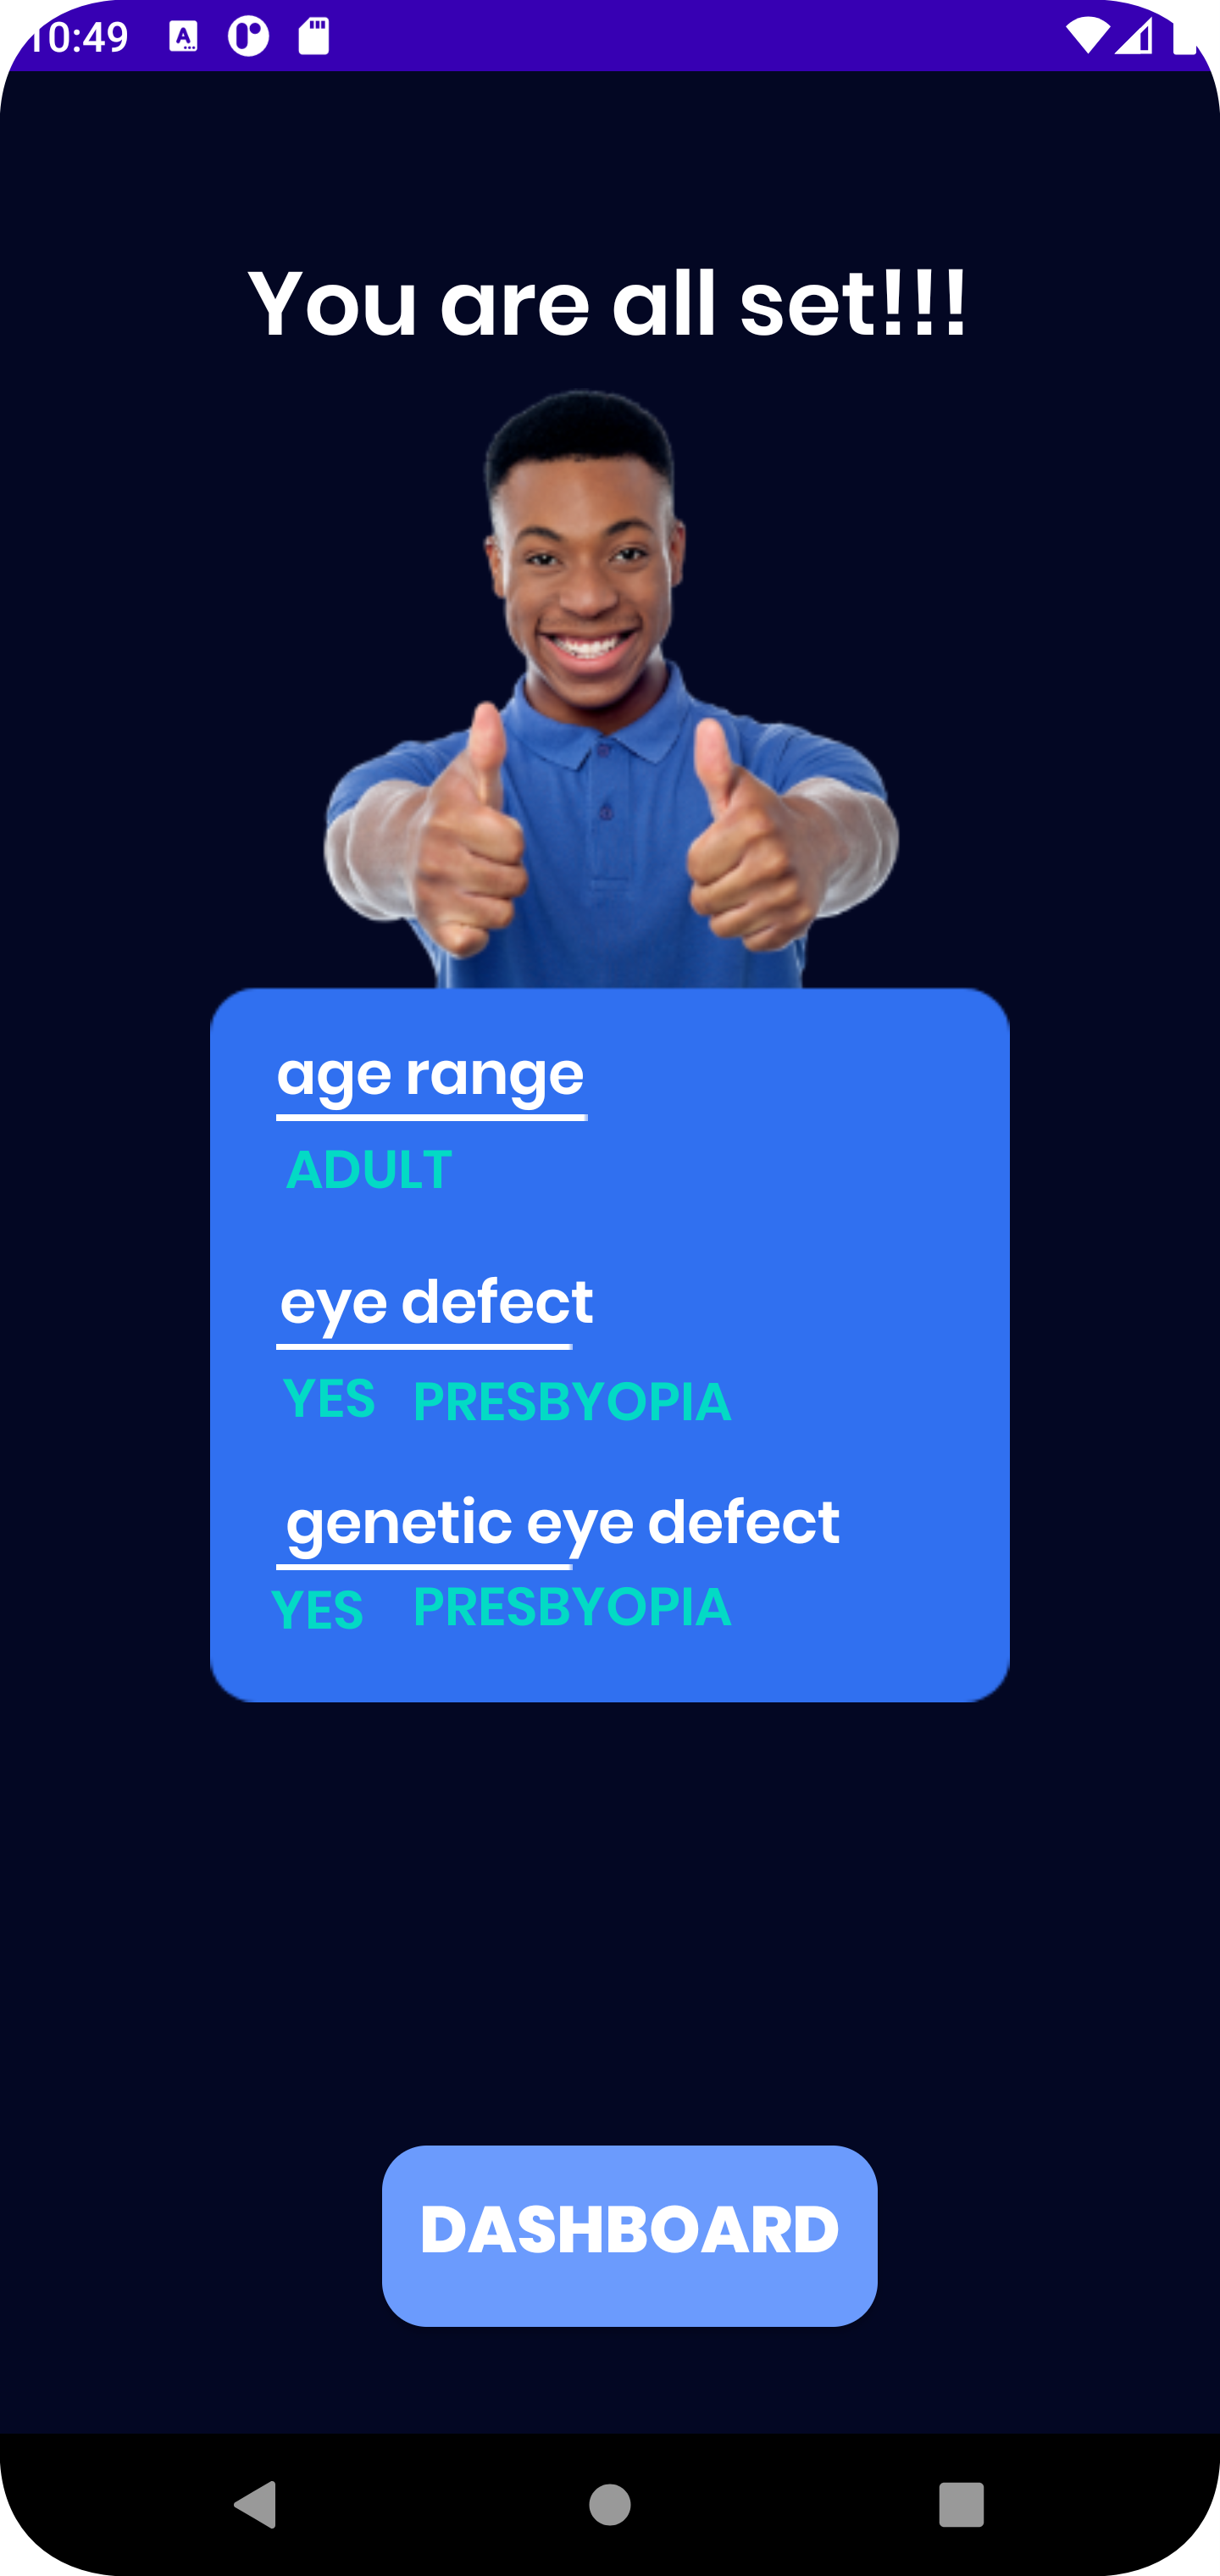 10:49
You are all set!!!
age range
ADULT
eye defect
YES PRESBYOPIA
genetic eye defect
YES PRESBYOPIA
DASHBOARD